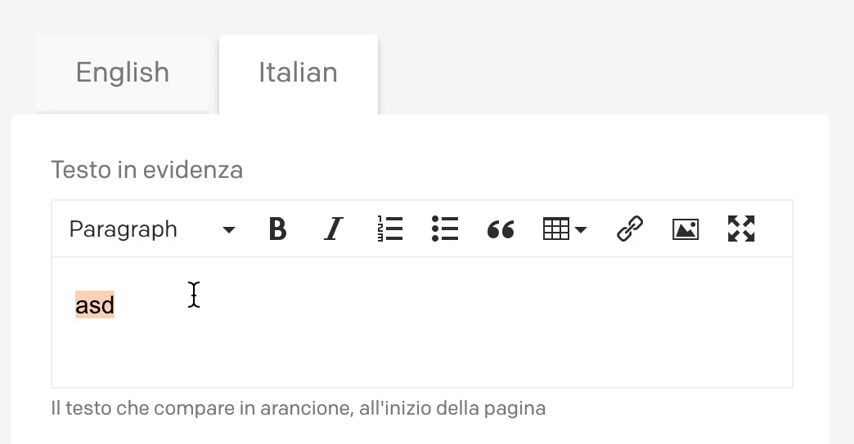 English Italian
Testo in evidenza
Paragraph
asd
Il testo che compare in arancione, all'inizio della pagina